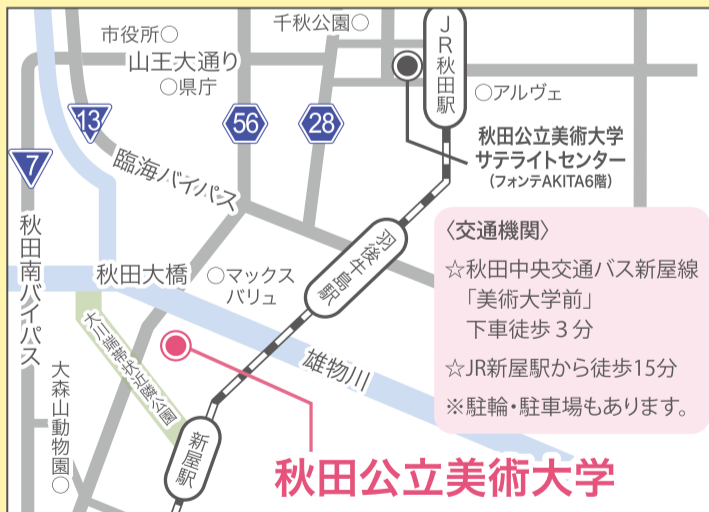 市役所○
千秋公園○
JR秋田駅
山王大通り
○県庁
○アルヴェ
13
56
28
7
秋田公立美術大学
サテライトセンター
(フォンテAKITA6階)
臨海バイパス
秋田南バイパス
羽後牛島駅
〈交通機関〉
☆秋田中央交通バス新屋線
「美術大学前」
下車徒歩3分
☆JR新屋駅から徒歩15分
※駐輪・駐車場もあります。
秋田大橋
○マックス
バリュ
大川端帯状近隣公園
雄物川
大森山動物園○
新屋駅
秋田公立美術大学